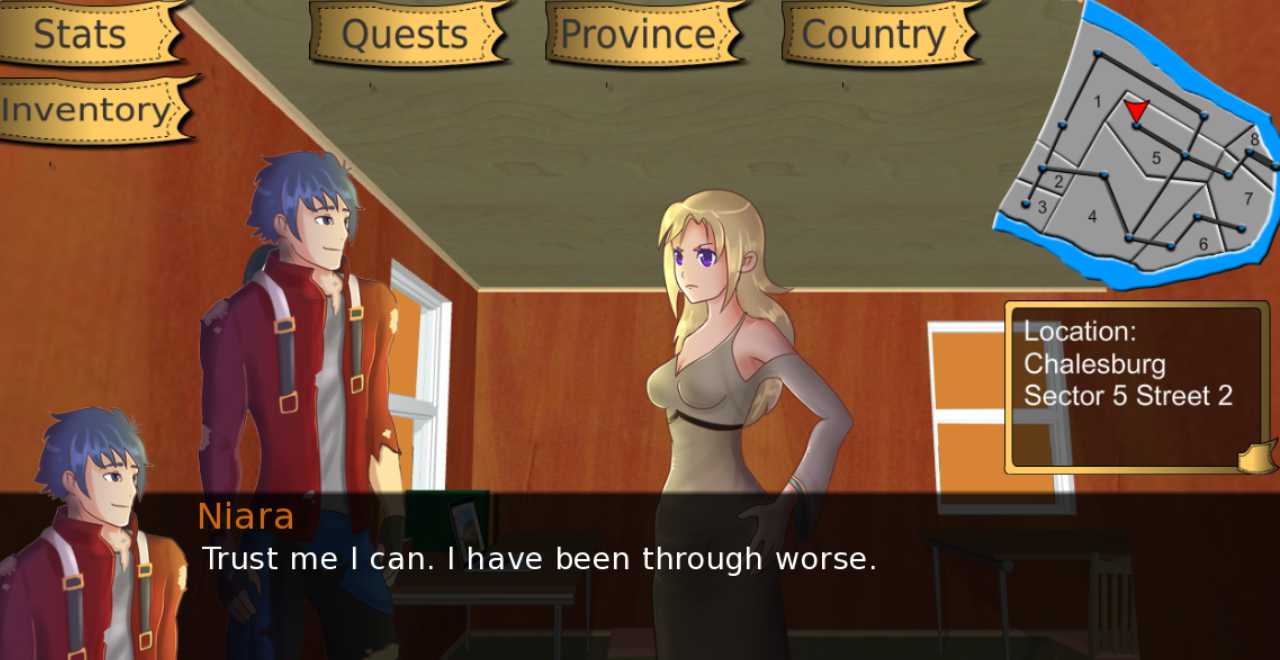 Stats
Quests
Province
Country
Inventory
1
2
3
4
5
6
7
8
Location:
Chalesburg
Sector 5 Street 2
Niara
Trust me I can. I have been through worse.